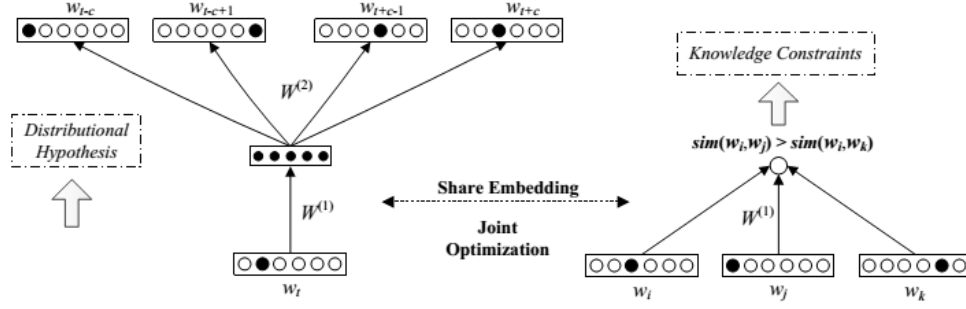 w_{t-c} w_{t-c+1} w_{t+c-1} w_{t+c}
W^{(2)}
Distributional
Hypothesis
W^{(1)}
w_t
Share Embedding
Joint
Optimization
Knowledge Constraints
sim(w_i,w_j) > sim(w_i,w_k)
W^{(1)}
w_i w_j w_k